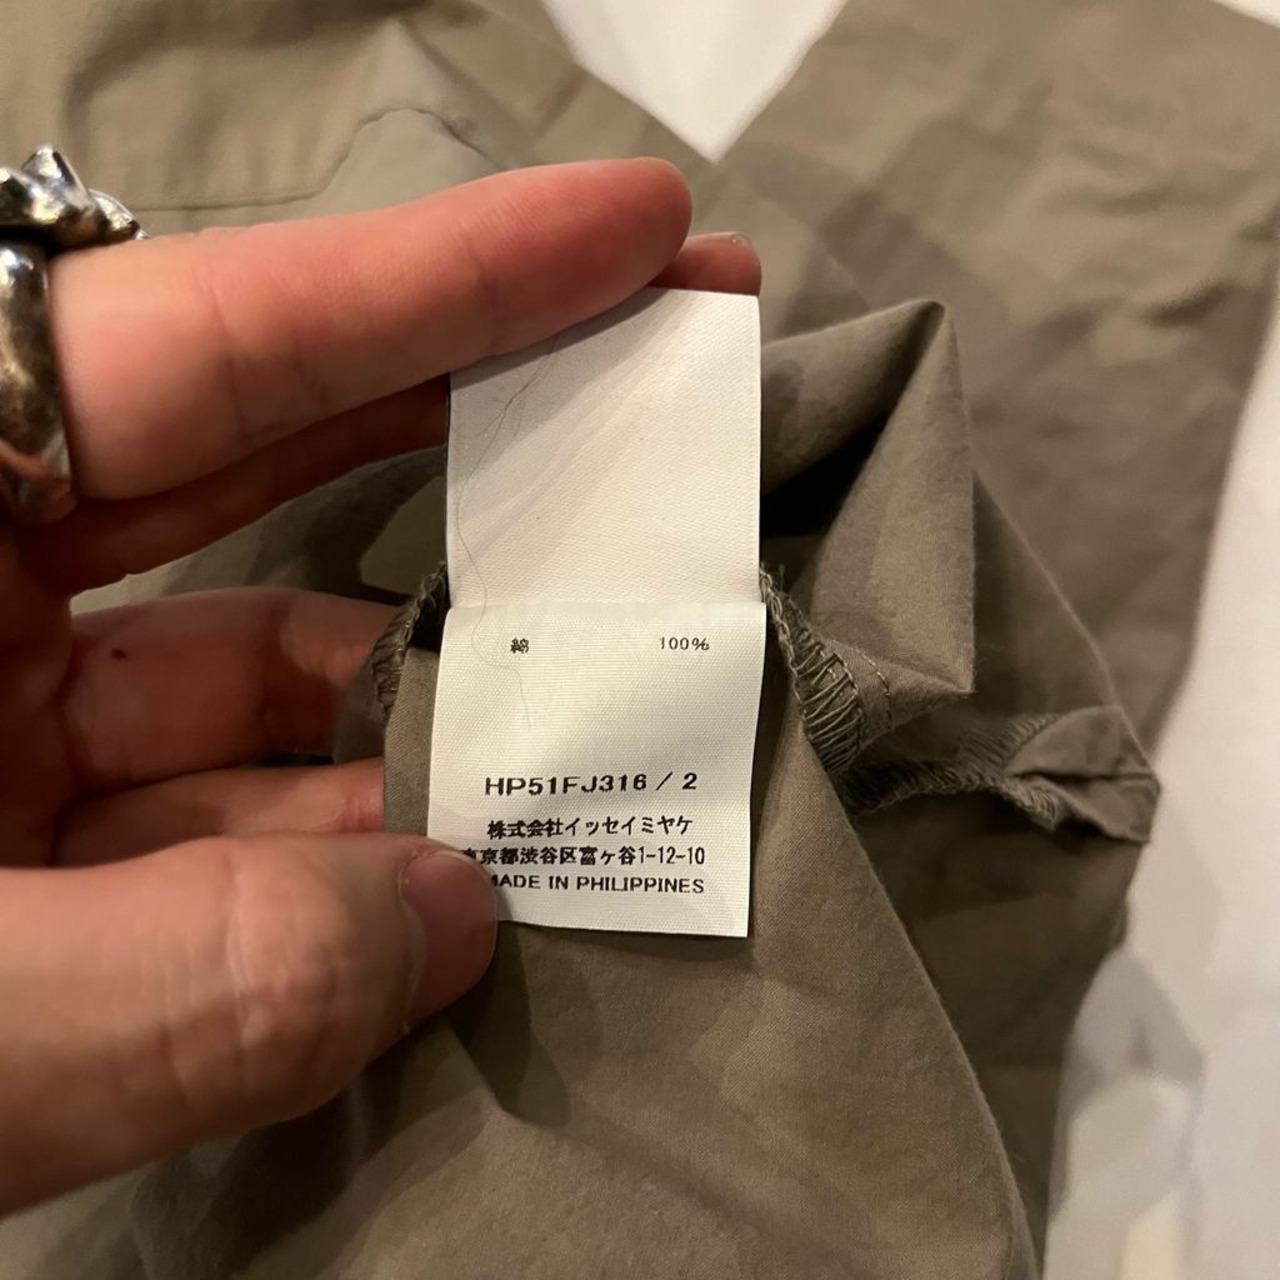 綿 100%
HP51FJ316 / 2
株式会社イッセイミヤケ
東京都渋谷区富ヶ谷1-12-10
MADE IN PHILIPPINES